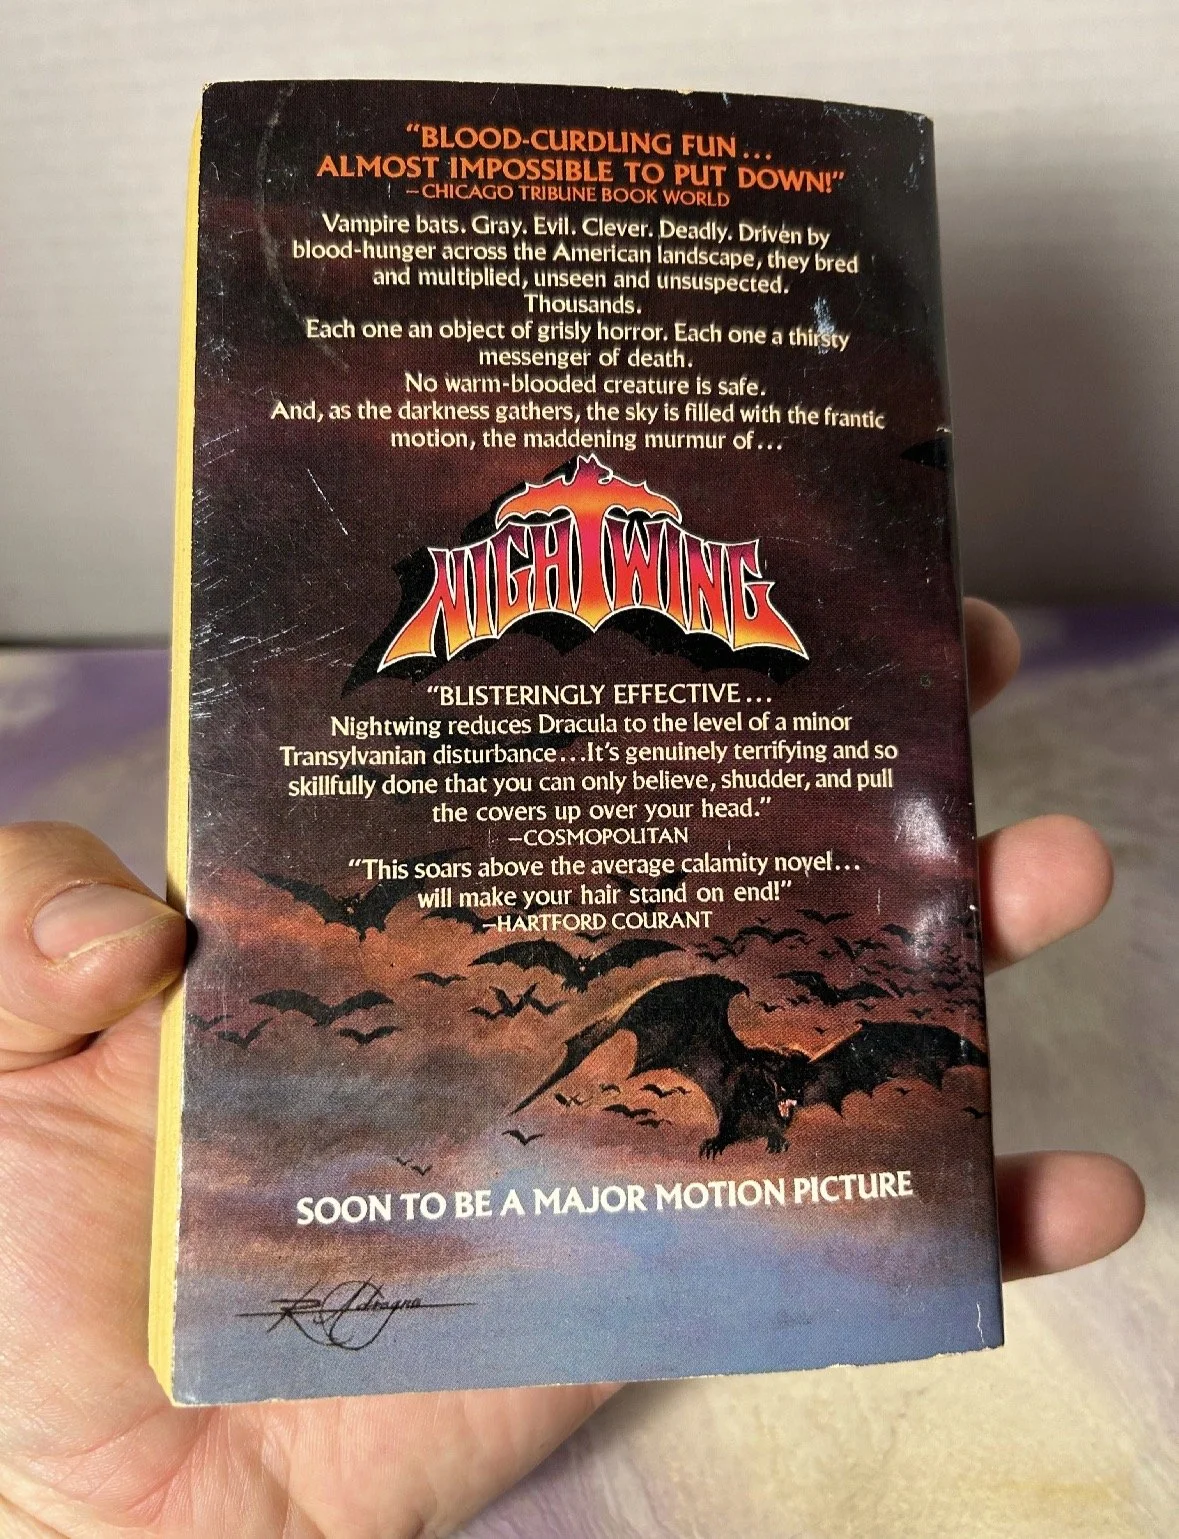 “BLOOD-CURDLING FUN...
ALMOST IMPOSSIBLE TO PUT DOWN!”
—CHICAGO TRIBUNE BOOK WORLD
Vampire bats. Gray. Evil. Clever. Deadly. Driven by
blood-hunger across the American landscape, they bred
and multiplied, unseen and unsuspected.
Thousands.
Each one an object of grisly horror. Each one a thirsty
messenger of death.
No warm-blooded creature is safe.
And, as the darkness gathers, the sky is filled with the frantic
motion, the maddening murmur of...
NIGHTWING
“BLISTERINGLY EFFECTIVE...
Nightwing reduces Dracula to the level of a minor
Transylvanian disturbance...It’s genuinely terrifying and so
skillfully done that you can only believe, shudder, and pull
the covers up over your head.”
—COSMOPOLITAN
“This soars above the average calamity novel...
will make your hair stand on end!”
—HARTFORD COURANT
SOON TO BE A MAJOR MOTION PICTURE
R Adragna